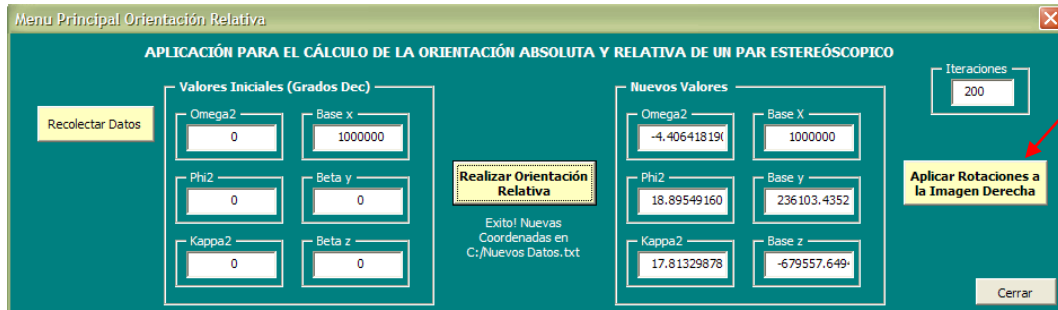 Menu Principal Orientación Relativa
APLICACIÓN PARA EL CÁLCULO DE LA ORIENTACIÓN ABSOLUTA Y RELATIVA DE UN PAR ESTEREÓSCOPICO
Recolectar Datos
Valores Iniciales (Grados Dec)
Omega2
0
Base x
1000000
Phi2
0
Beta y
0
Kappa2
0
Beta z
0
Realizar Orientación
Relativa
Exito! Nuevas
Coordenadas en
C:/Nuevos Datos.txt
Nuevos Valores
Omega2
-4.40641819
Base X
1000000
Phi2
18.89549160
Base y
236103.4352
Kappa2
17.81329878
Base z
-679557.649
Iteraciones
200
Aplicar Rotaciones a
la Imagen Derecha
Cerrar